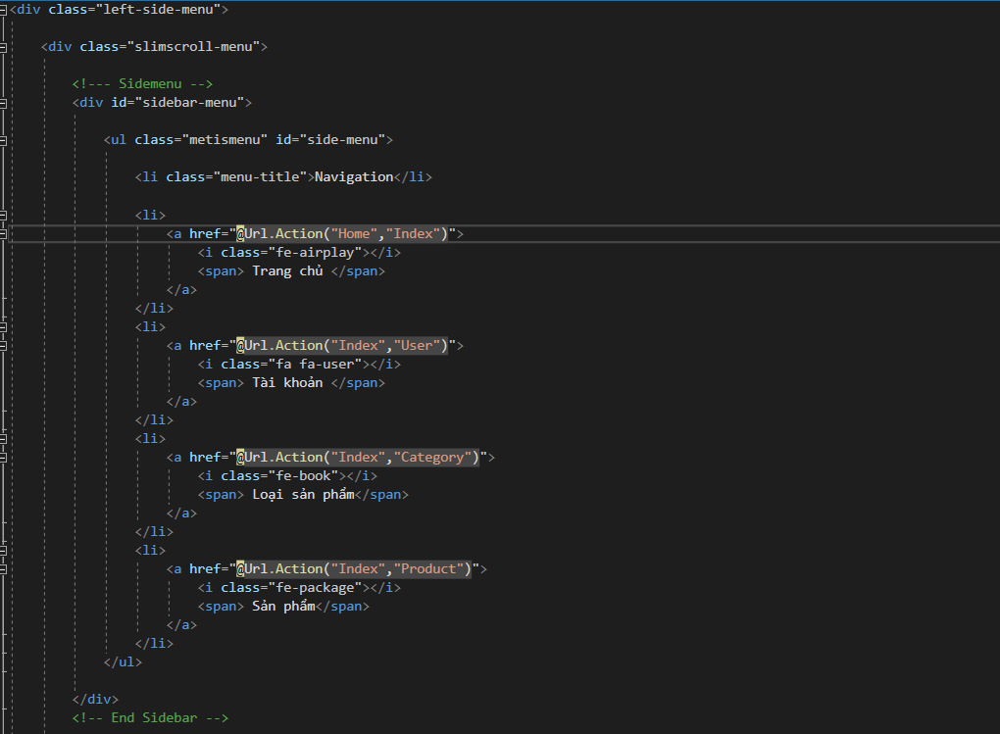 <div class="left-side-menu">
<div class="slimscroll-menu">
<!--- Sidemenu -->
<div id="sidebar-menu">
<ul class="metismenu" id="side-menu">
<li class="menu-title">Navigation</li>
<li>
<a href="@Url.Action("Home","Index")">
<i class="fe-airplay"></i>
<span> Trang chủ </span>
</a>
</li>
<li>
<a href="@Url.Action("Index","User")">
<i class="fa fa-user"></i>
<span> Tài khoản </span>
</a>
</li>
<li>
<a href="@Url.Action("Index","Category")">
<i class="fe-book"></i>
<span> Loại sản phẩm</span>
</a>
</li>
<li>
<a href="@Url.Action("Index","Product")">
<i class="fe-package"></i>
<span> Sản phẩm</span>
</a>
</li>
</ul>
</div>
<!-- End Sidebar -->